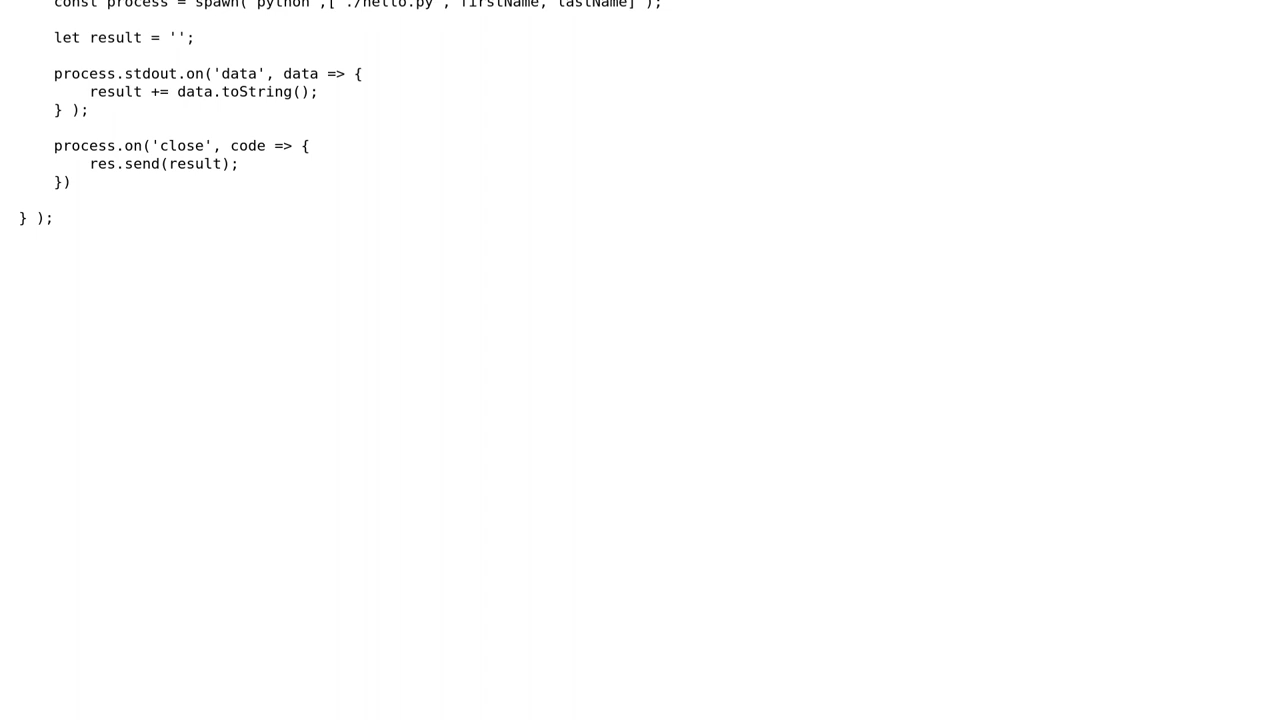 const process = spawn('python',['./hello.py', firstName, lastName] );
let result = '';
process.stdout.on('data', data => {
result += data.toString();
} );
process.on('close', code => {
res.send(result);
})
} );